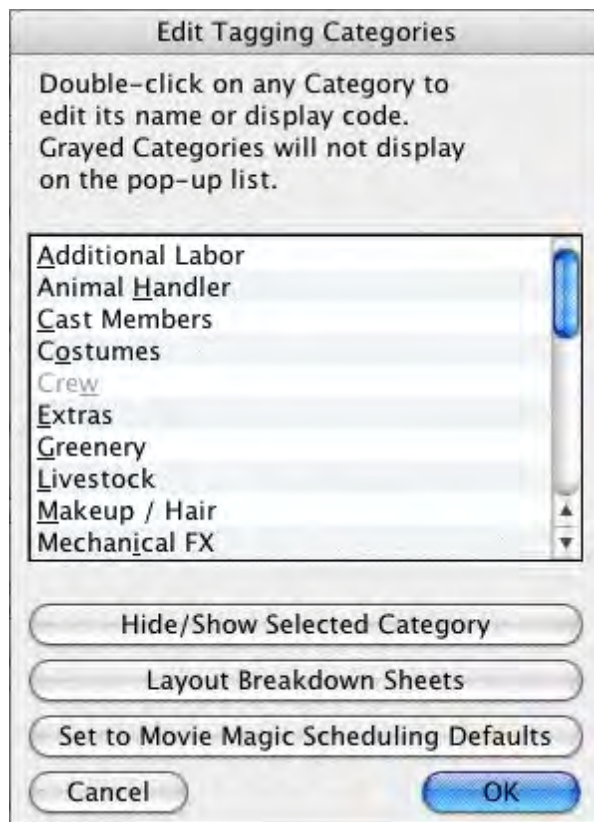 Edit Tagging Categories
Double-click on any Category to
edit its name or display code.
Grayed Categories will not display
on the pop-up list.
Additional Labor
Animal Handler
Cast Members
Costumes
Crew
Extras
Greenery
Livestock
Makeup / Hair
Mechanical FX
Hide/Show Selected Category
Layout Breakdown Sheets
Set to Movie Magic Scheduling Defaults
Cancel
OK